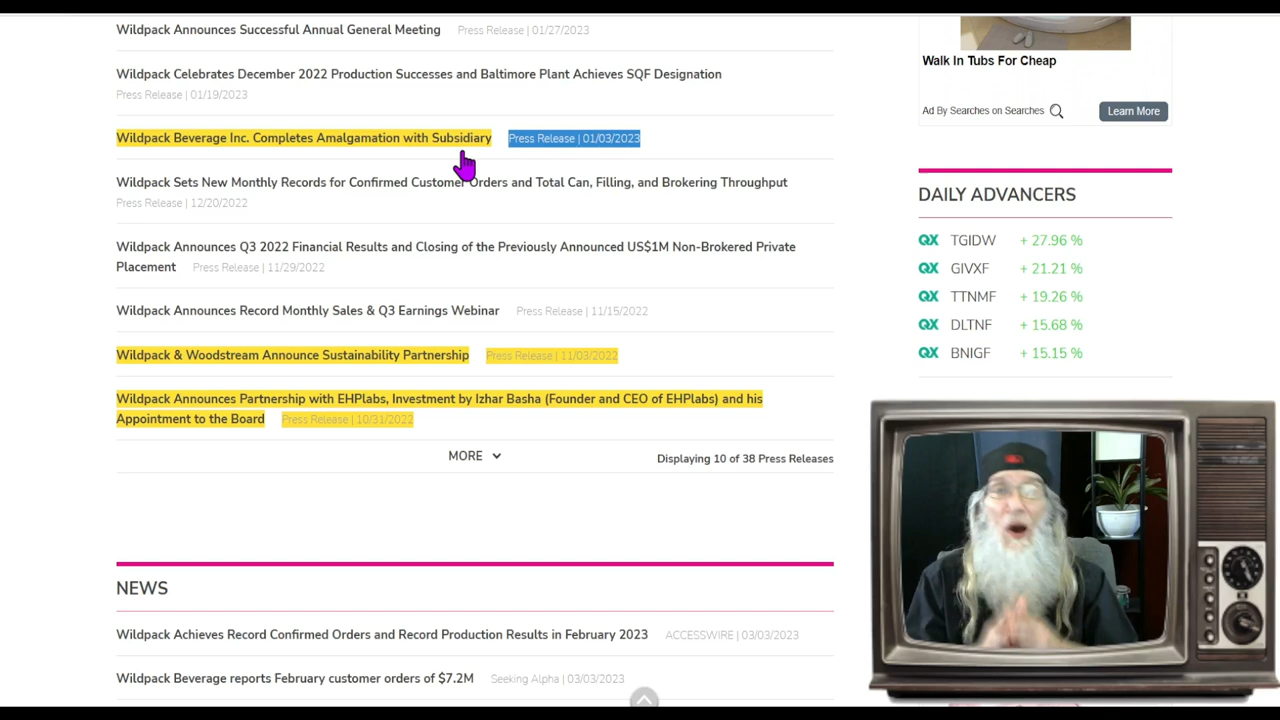 Wildpack Announces Successful Annual General Meeting Press Release | 01/27/2023
Wildpack Celebrates December 2022 Production Successes and Baltimore Plant Achieves SQF Designation
Press Release | 01/19/2023
Wildpack Beverage Inc. Completes Amalgamation with Subsidiary Press Release | 01/03/2023
Wildpack Sets New Monthly Records for Confirmed Customer Orders and Total Can, Filling, and Brokering Throughput
Press Release | 12/20/2022
Wildpack Announces Q3 2022 Financial Results and Closing of the Previously Announced US$1M Non-Brokered Private
Placement Press Release | 11/29/2022
Wildpack Announces Record Monthly Sales & Q3 Earnings Webinar Press Release | 11/15/2022
Wildpack & Woodstream Announce Sustainability Partnership Press Release | 11/03/2022
Wildpack Announces Partnership with EHPlabs, Investment by Izhar Basha (Founder and CEO of EHPlabs) and his
Appointment to the Board Press Release | 10/31/2022
MORE Displaying 10 of 38 Press Releases
NEWS
Wildpack Achieves Record Confirmed Orders and Record Production Results in February 2023 ACCESSWIRE | 03/03/2023
Wildpack Beverage reports February customer orders of $7.2M Seeking Alpha | 03/03/2023
Walk In Tubs For Cheap
Ad By Searches on Searches Learn More
DAILY ADVANCERS
QX TGIDW + 27.96 %
QX GIVXF + 21.21 %
QX TTNMF + 19.26 %
QX DLTNF + 15.68 %
QX BNIGF + 15.15 %